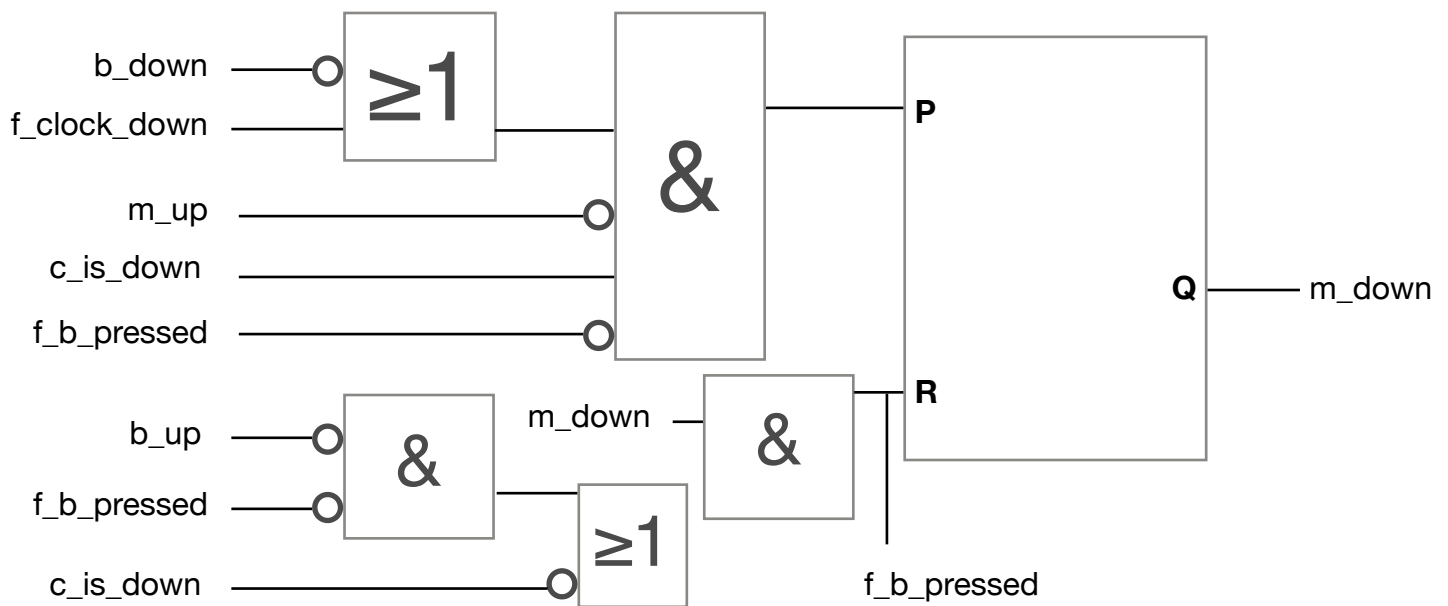 b_down
≥1
f_clock_down
&
P
m_up
c_is_down
Q
m_down
f_b_pressed
R
m_down
&
b_up
&
f_b_pressed
≥1
c_is_down
f_b_pressed